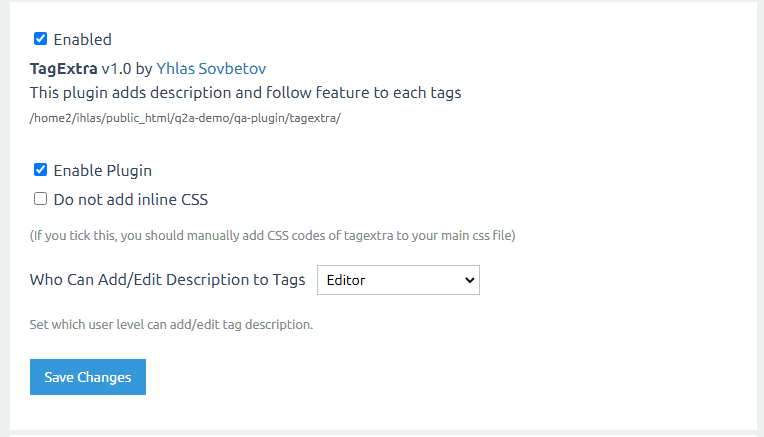 Enabled
TagExtra v1.0 by Yhlas Sovbetov
This plugin adds description and follow feature to each tags
/home2/ihlas/public_html/q2a-demo/qa-plugin/tagextra/
Enable Plugin
Do not add inline CSS
(If you tick this, you should manually add CSS codes of tagextra to your main css file)
Who Can Add/Edit Description to Tags Editor
Set which user level can add/edit tag description.
Save Changes